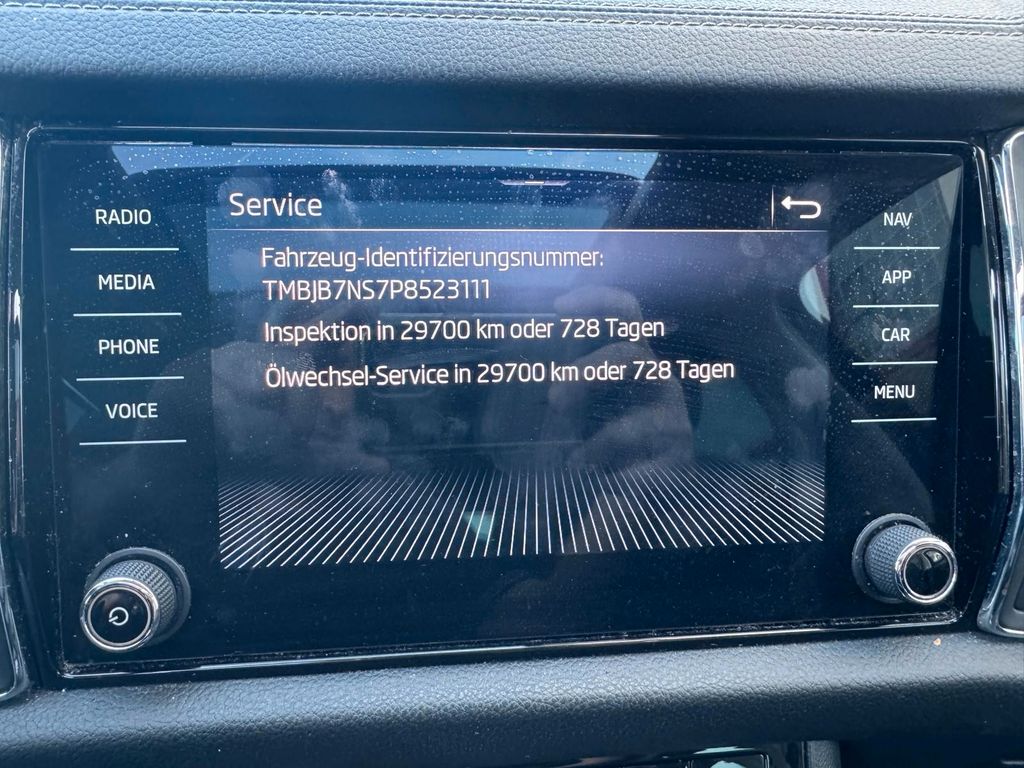 Service
RADIO
MEDIA
PHONE
VOICE
Fahrzeug-Identifizierungsnummer:
TMBJB7NS7P8523111
Inspektion in 29700 km oder 728 Tagen
Ölwechsel-Service in 29700 km oder 728 Tagen
NAV
APP
CAR
MENU